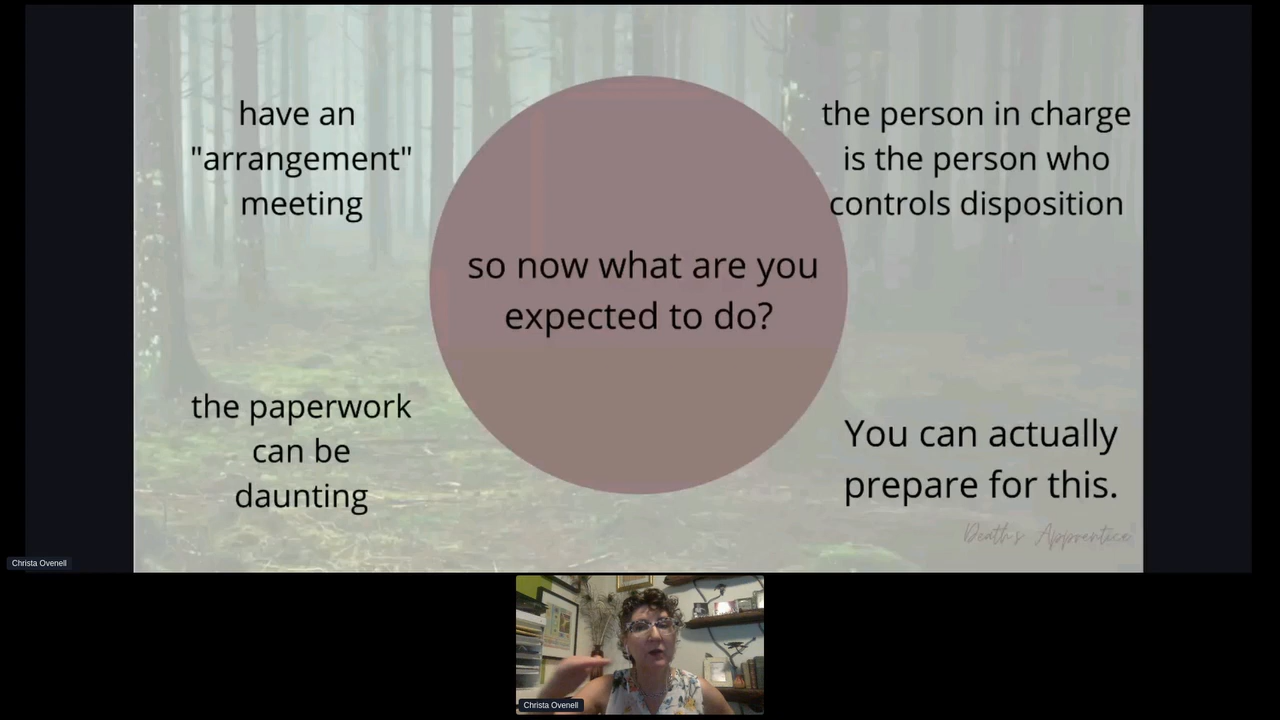 have an
"arrangement"
meeting
the person in charge
is the person who
controls disposition
so now what are you
expected to do?
the paperwork
can be
daunting
You can actually
prepare for this.
Death's Apprentice
Christa Ovenell
Christa Ovenell